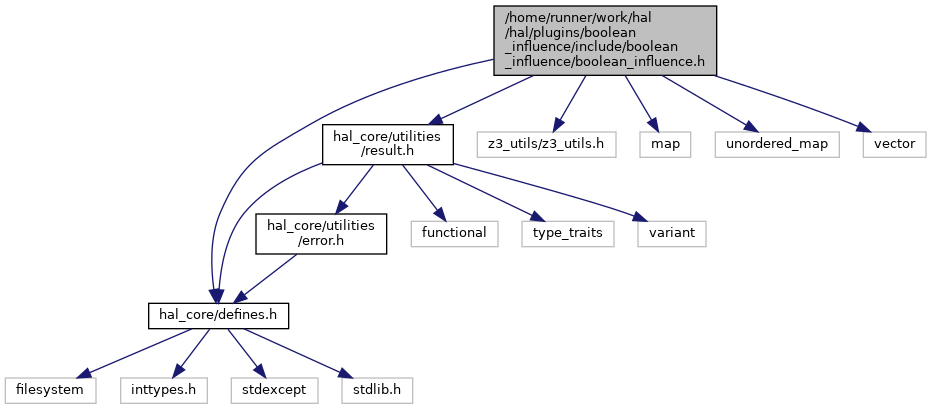 /home/runner/work/hal
/hal/plugins/boolean
_influence/include/boolean
_influence/boolean_influence.h
hal_core/utilities
/result.h
z3_utils/z3_utils.h
map
unordered_map
vector
hal_core/utilities
/error.h
functional
type_traits
variant
hal_core/defines.h
filesystem
inttypes.h
stdexcept
stdlib.h